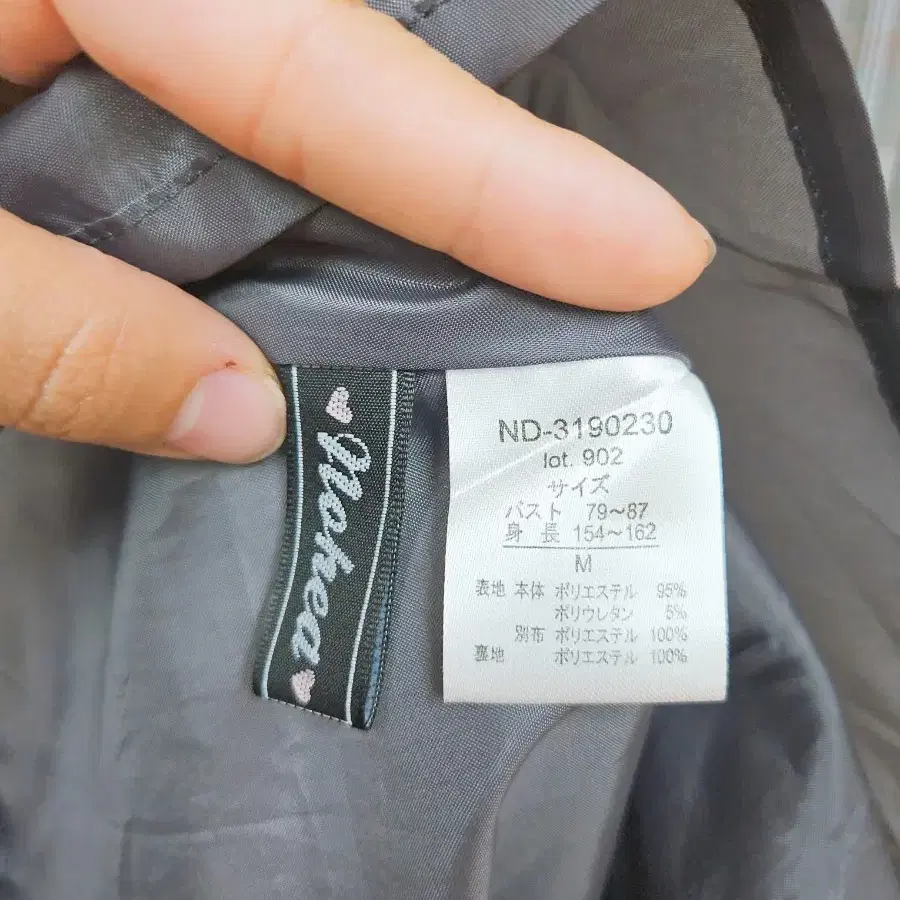 ♥Nokea♥
ND-3190230
lot. 902
サイズ
バスト 79～87
身 長 154～162
M
表地 本体 ポリエステル 95%
ポリウレタン 5%
別布 ポリエステル 100%
裏地 ポリエステル 100%